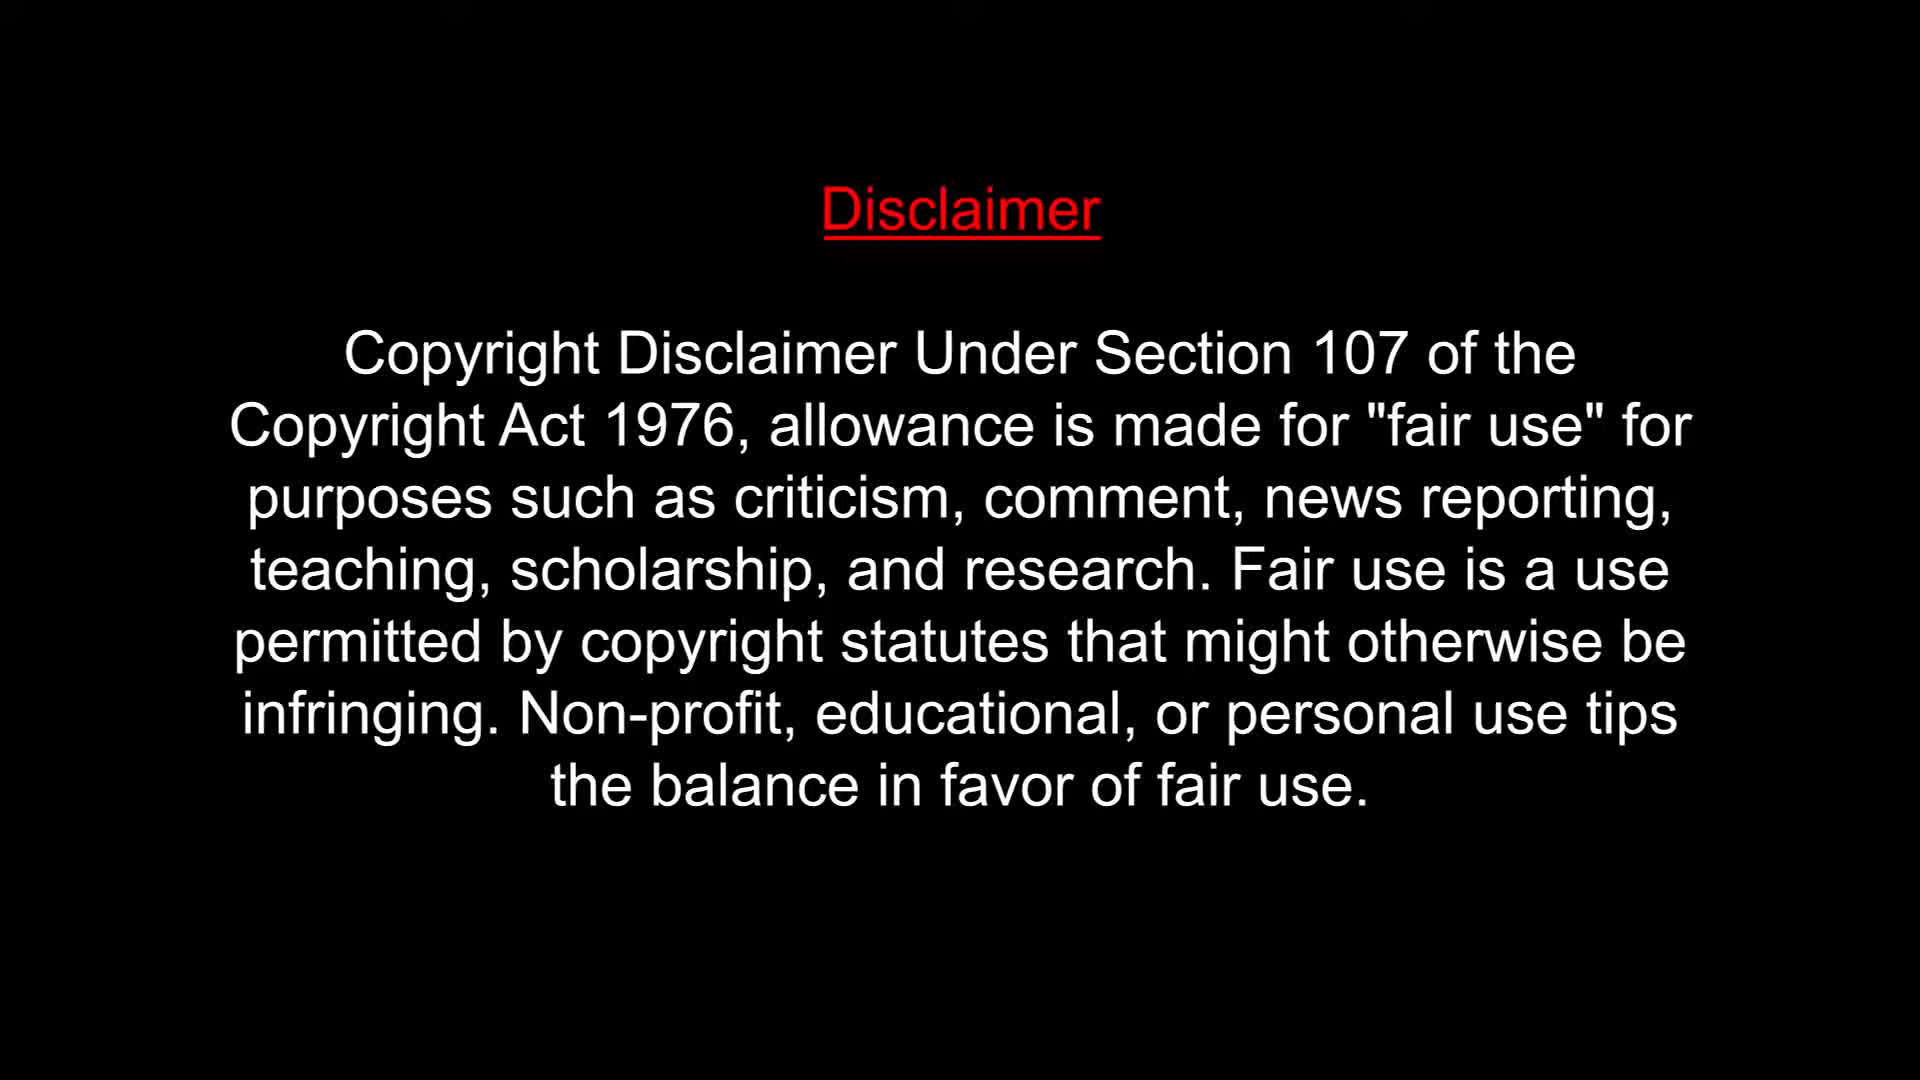 Disclaimer
Copyright Disclaimer Under Section 107 of the
Copyright Act 1976, allowance is made for "fair use" for
purposes such as criticism, comment, news reporting,
teaching, scholarship, and research. Fair use is a use
permitted by copyright statutes that might otherwise be
infringing. Non-profit, educational, or personal use tips
the balance in favor of fair use.